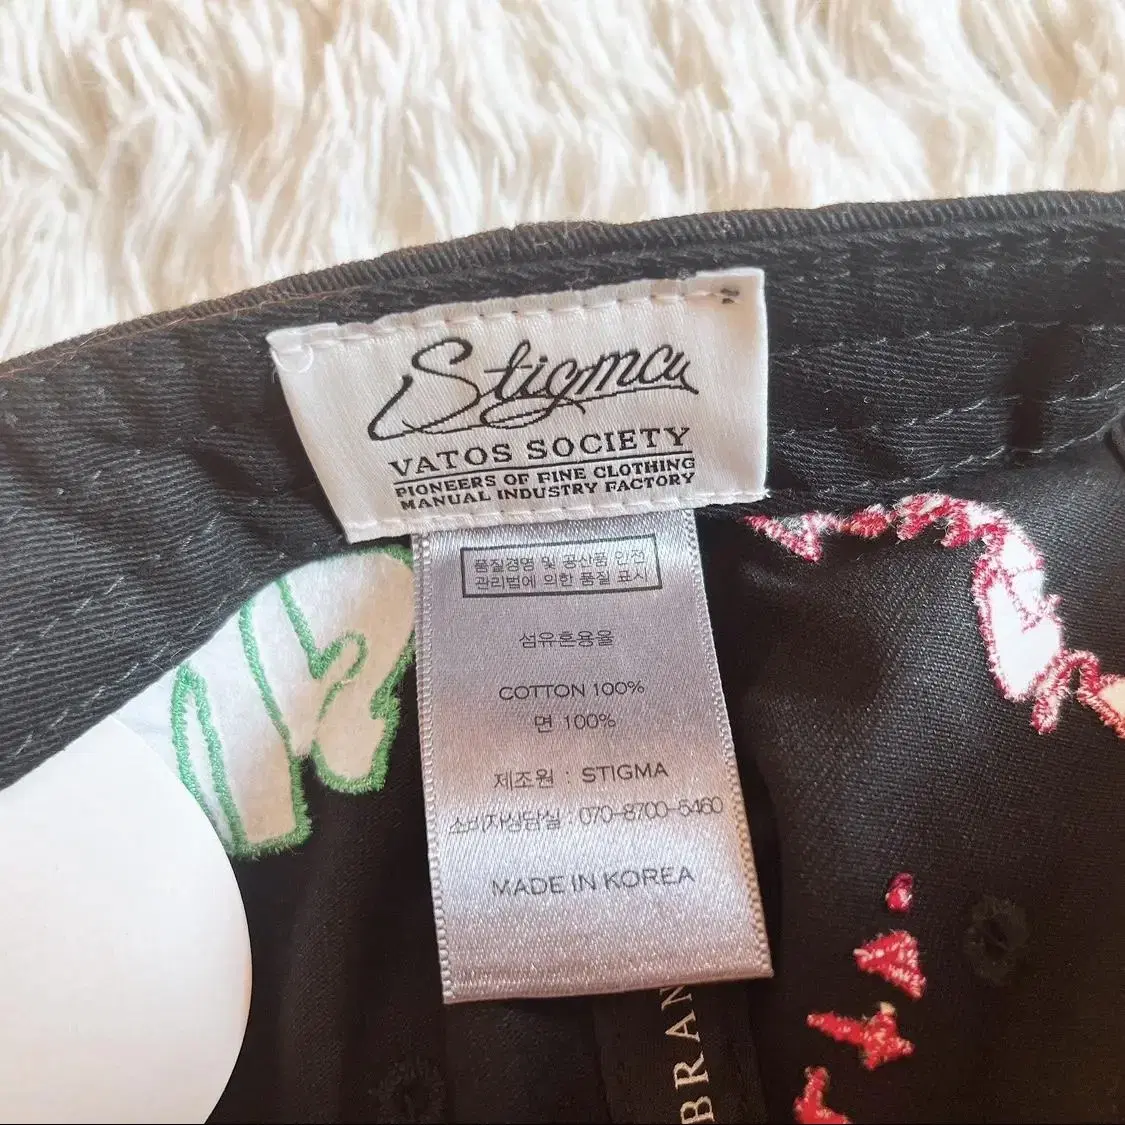 Stigma
VATOS SOCIETY
PIONEERS OF FINE CLOTHING
MANUAL INDUSTRY FACTORY
품질경영 및 공산품 안전
관리법에 의한 품질 표시
섬유혼용율
COTTON 100%
면 100%
제조원 : STIGMA
소비자상담실 : 070-8700-5460
MADE IN KOREA
BRAN